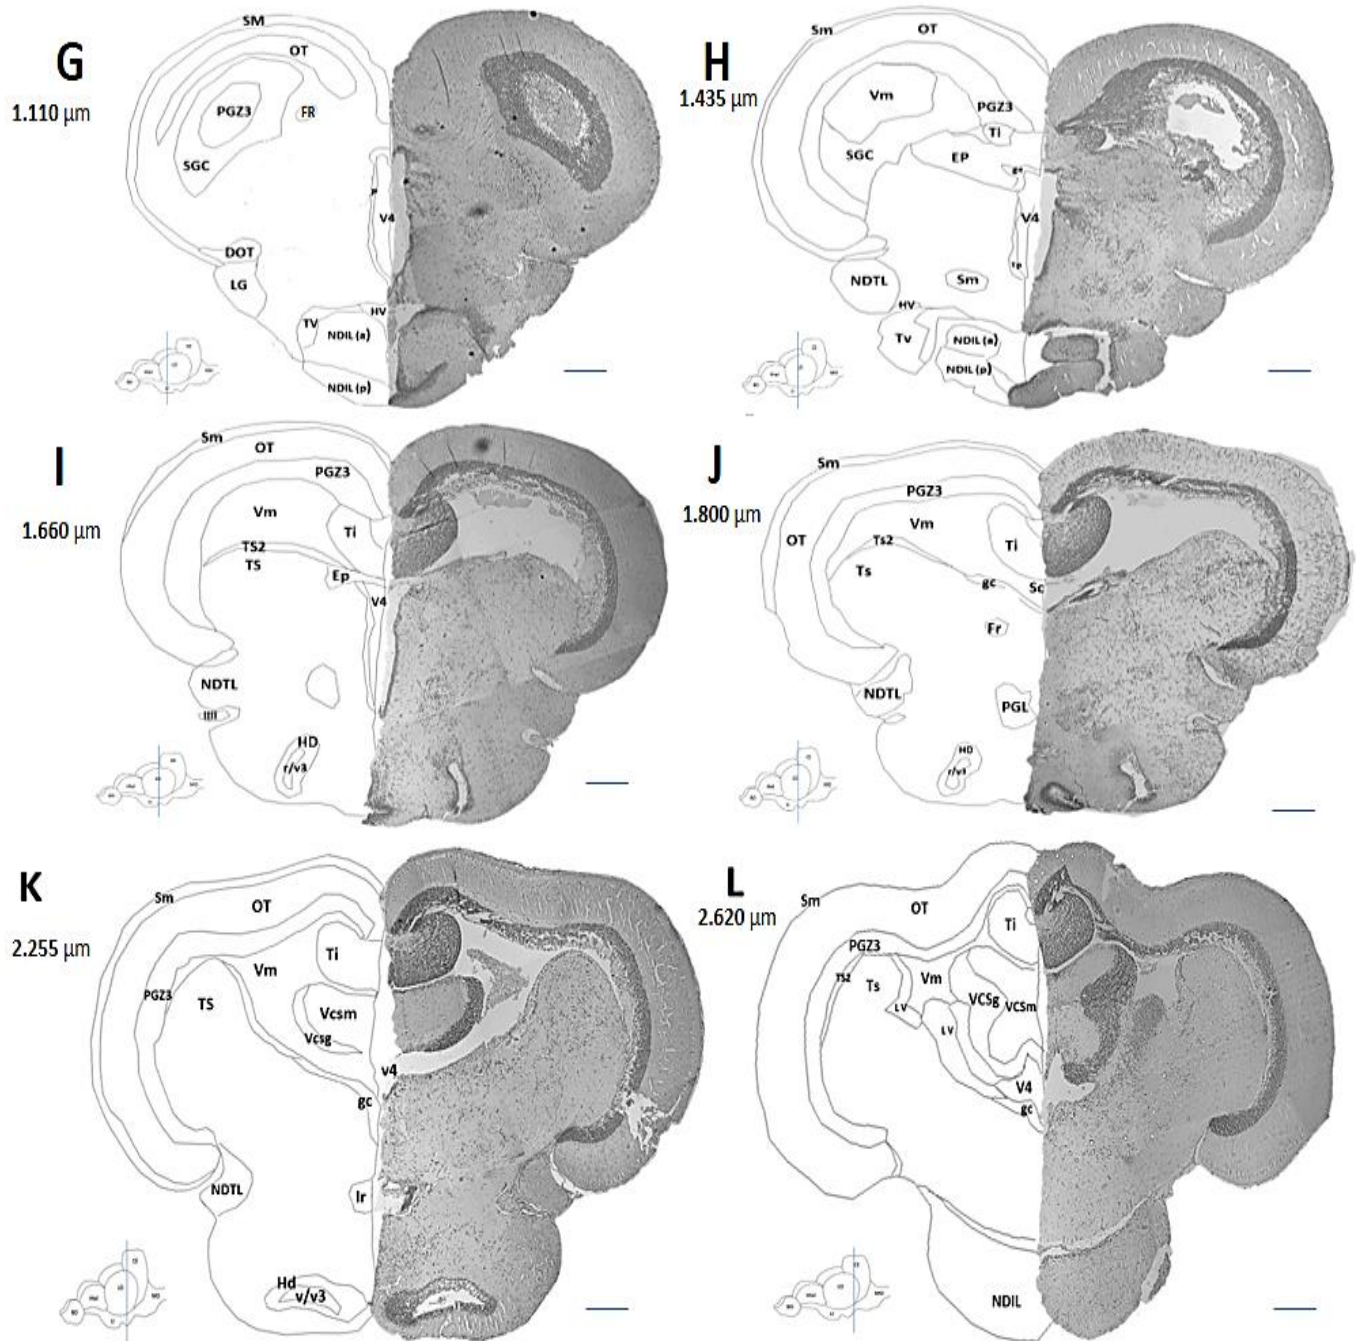 G
1.110 µm
SM
OT
PGZ3
FR
SGC
P
V4
DOT
LG
TV
HV
NDIL (a)
NDIL (p)
H
1.435 µm
Sm
OT
Vm
PGZ3
Ti
SGC
EP
V4
NDTL
Sm
HV
Tv
NDIL (a)
NDIL (p)
I
1.660 µm
Sm
OT
PGZ3
Vm
Ti
TS2
TS
Ep
V4
NDTL
HD
r/v3
J
1.800 µm
Sm
PGZ3
OT
Vm
Ts2
Ti
Ts
gc
Sc
Fr
NDTL
PGL
HD
r/v3
K
2.255 µm
Sm
OT
Ti
Vm
PGZ3
TS
Vcsm
Vcsg
v4
gc
NDTL
Ir
Hd
v/v3
L
2.620 µm
Sm
OT
Ti
PGZ3
TS2
Ts
Vm
VCSg
VCSm
LV
LV
V4
gc
NDIL